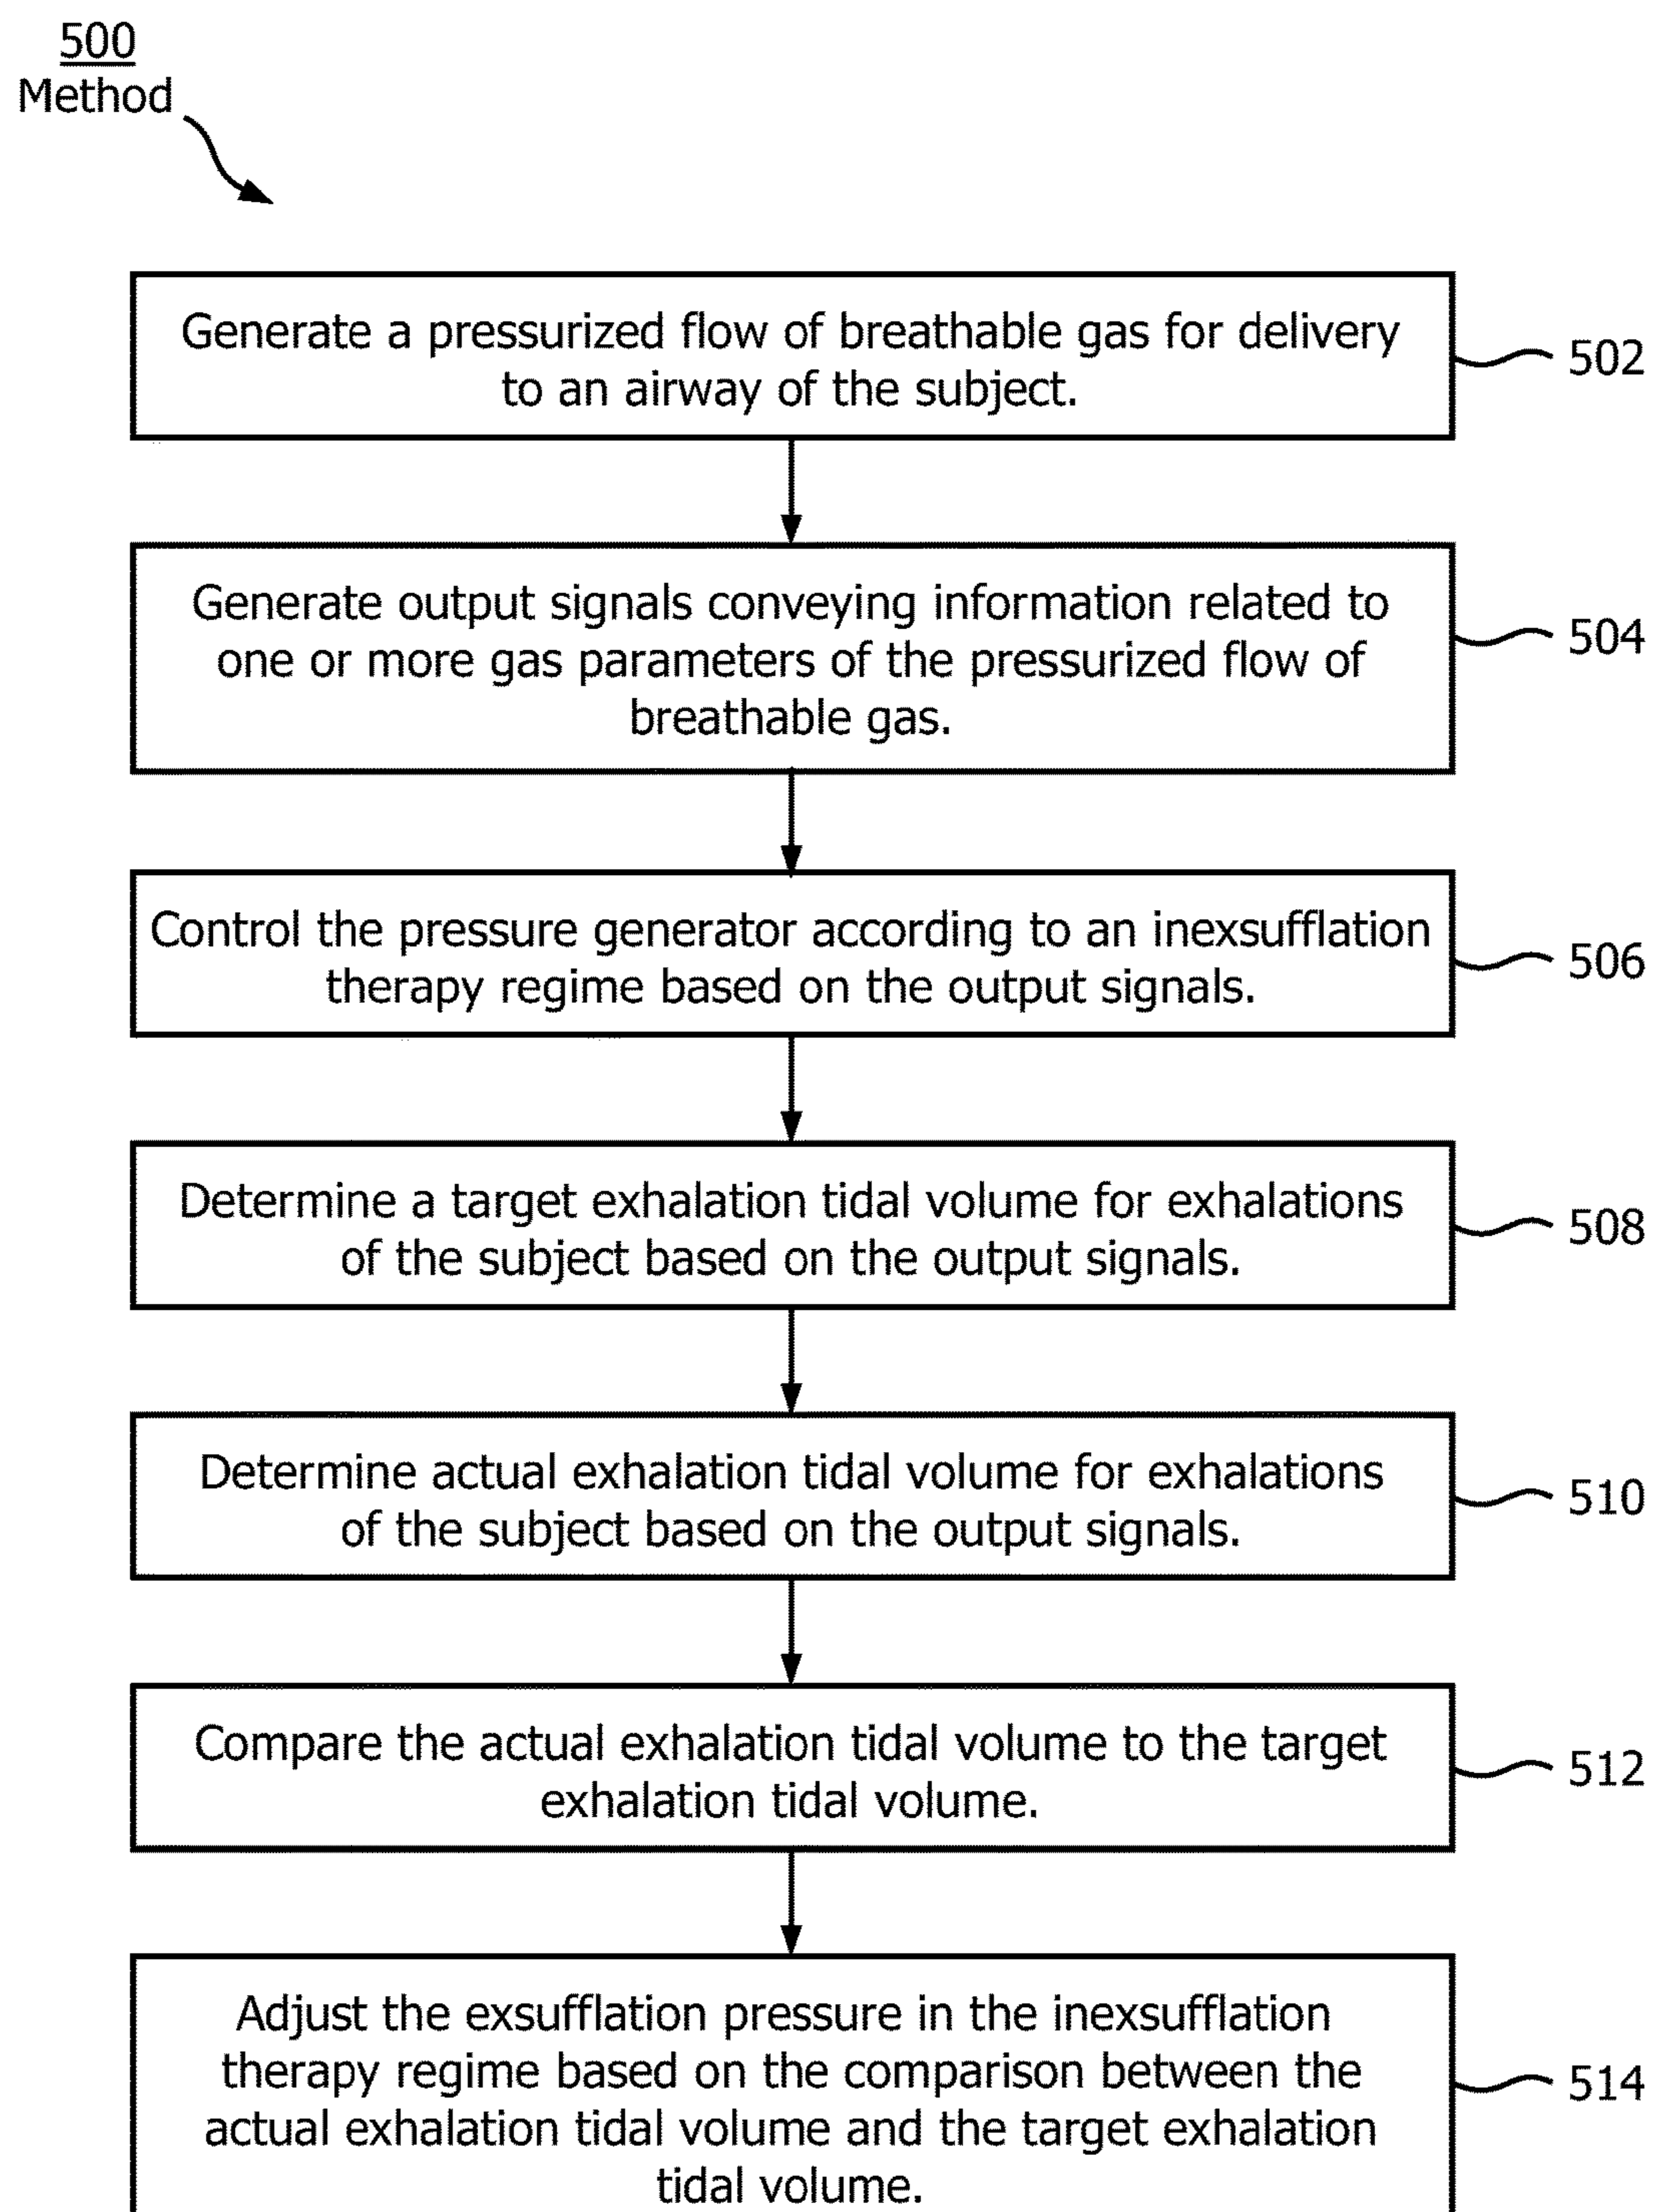 500
Method
Generate a pressurized flow of breathable gas for delivery
to an airway of the subject.
502
Generate output signals conveying information related to
one or more gas parameters of the pressurized flow of
breathable gas.
504
Control the pressure generator according to an inexsufflation
therapy regime based on the output signals.
506
Determine a target exhalation tidal volume for exhalations
of the subject based on the output signals.
508
Determine actual exhalation tidal volume for exhalations
of the subject based on the output signals.
510
Compare the actual exhalation tidal volume to the target
exhalation tidal volume.
512
Adjust the exsufflation pressure in the inexsufflation
therapy regime based on the comparison between the
actual exhalation tidal volume and the target exhalation
tidal volume.
514